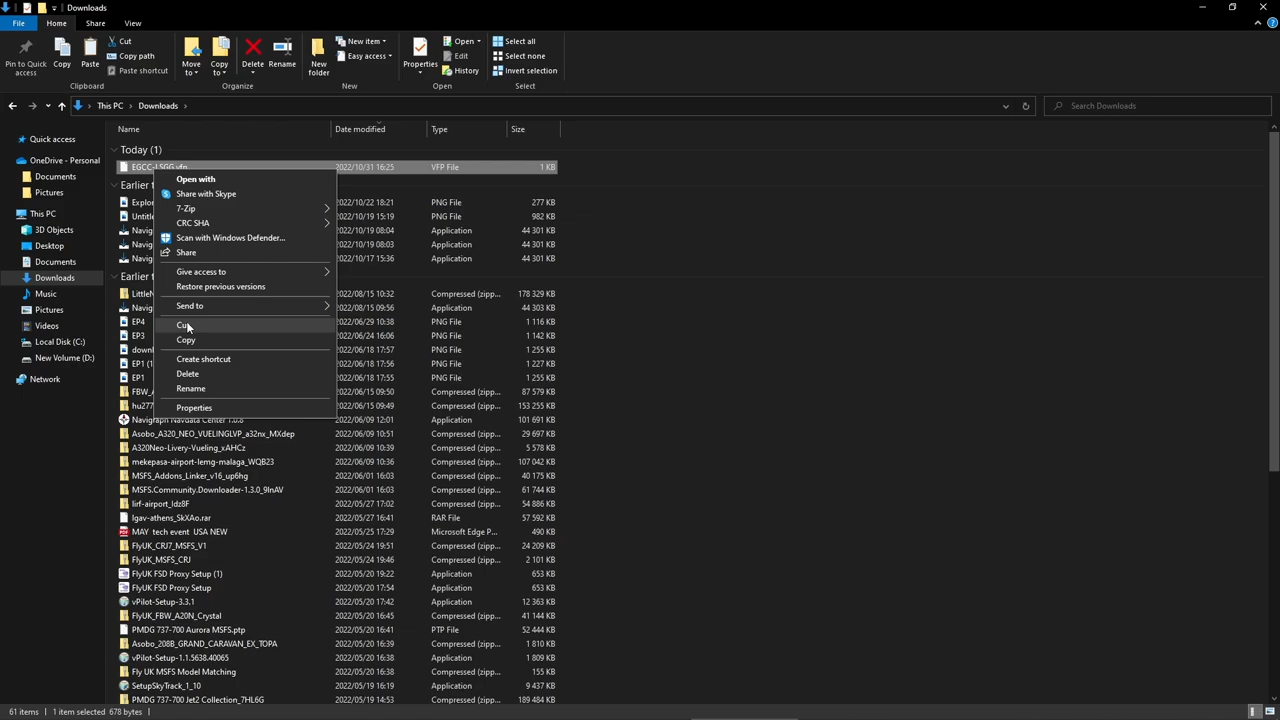 Downloads
File Home Share View
Pin to Quick access
Copy
Paste
Cut
Copy path
Paste shortcut
Clipboard
Move to
Copy to
Delete
Rename
Organize
New folder
New item
Easy access
New
Properties
Open
Edit
History
Open
Select all
Select none
Invert selection
Select
This PC Downloads
Search Downloads
Quick access
OneDrive - Personal
Documents
Pictures
This PC
3D Objects
Desktop
Documents
Downloads
Music
Pictures
Videos
Local Disk (C:)
New Volume (D:)
Network
Name Date modified Type Size
Today (1)
EGCC-LSGG.vfp 2022/10/31 16:25 VFP File 1 KB
Earlier
Explor 2022/10/22 18:21 PNG File 277 KB
Untitl 2022/10/19 15:19 PNG File 982 KB
Navig 2022/10/19 08:04 Application 44 301 KB
Navig 2022/10/19 08:03 Application 44 301 KB
Navig 2022/10/17 15:36 Application 44 301 KB
Earlier
LittleN 2022/08/15 10:32 Compressed (zipp... 178 329 KB
Navig 2022/08/15 09:56 Application 44 303 KB
EP4 2022/06/29 10:38 PNG File 1 116 KB
EP3 2022/06/24 16:06 PNG File 1 142 KB
downl 2022/06/18 17:57 PNG File 1 255 KB
EP1 (1 2022/06/18 17:56 PNG File 1 227 KB
EP1 2022/06/18 17:55 PNG File 1 255 KB
FBW_A 2022/06/15 09:50 Compressed (zipp... 87 579 KB
hu277 2022/06/15 09:49 Compressed (zipp... 153 255 KB
Navigraph Navdata Center 1.0.8 2022/06/09 12:01 Application 101 691 KB
Asobo_A320_NEO_VUELINGLVP_a32nx_MXdep 2022/06/09 10:51 Compressed (zipp... 29 697 KB
A320Neo-Livery-Vueling_xAHCz 2022/06/09 10:39 Compressed (zipp... 5 578 KB
mekepasa-airport-lemg-malaga_WQB23 2022/06/09 10:36 Compressed (zipp... 107 042 KB
MSFS_Addons_Linker_v16_up6hg 2022/06/01 16:03 Compressed (zipp... 40 175 KB
MSFS.Community.Downloader-1.3.0_9InAV 2022/06/01 16:03 Compressed (zipp... 61 744 KB
lirf-airport_Idz8F 2022/05/27 17:02 Compressed (zipp... 54 886 KB
lgav-athens_SkXAo.rar 2022/05/27 16:41 RAR File 57 592 KB
MAY tech event USA NEW 2022/05/25 17:29 Microsoft Edge P... 490 KB
FlyUK_CRJ7_MSFS_V1 2022/05/24 19:51 Compressed (zipp... 24 209 KB
FlyUK_MSFS_CRJ 2022/05/24 19:46 Compressed (zipp... 2 101 KB
FlyUK FSD Proxy Setup (1) 2022/05/20 19:22 Application 653 KB
FlyUK FSD Proxy Setup 2022/05/20 17:54 Application 653 KB
vPilot-Setup-3.3.1 2022/05/20 17:42 Application 12 363 KB
FlyUK_FBW_A20N_Crystal 2022/05/20 16:45 Compressed (zipp... 41 144 KB
PMDG 737-700 Aurora MSFS.ptp 2022/05/20 16:41 PTP File 52 444 KB
Asobo_208B_GRAND_CARAVAN_EX_TOPA 2022/05/20 16:39 Compressed (zipp... 1 810 KB
vPilot-Setup-1.1.5638.40065 2022/05/20 16:38 Application 1 809 KB
Fly UK MSFS Model Matching 2022/05/20 16:38 Compressed (zipp... 155 KB
SetupSkyTrack_1_10 2022/05/19 16:19 Application 9 437 KB
PMDG 737-700 Jet2 Collection_7HL6G 2022/05/19 14:53 Compressed (zipp... 189 484 KB
Open with
Share with Skype
7-Zip
CRC SHA
Scan with Windows Defender...
Share
Give access to
Restore previous versions
Send to
Cut
Copy
Create shortcut
Delete
Rename
Properties
61 items 1 item selected 678 bytes